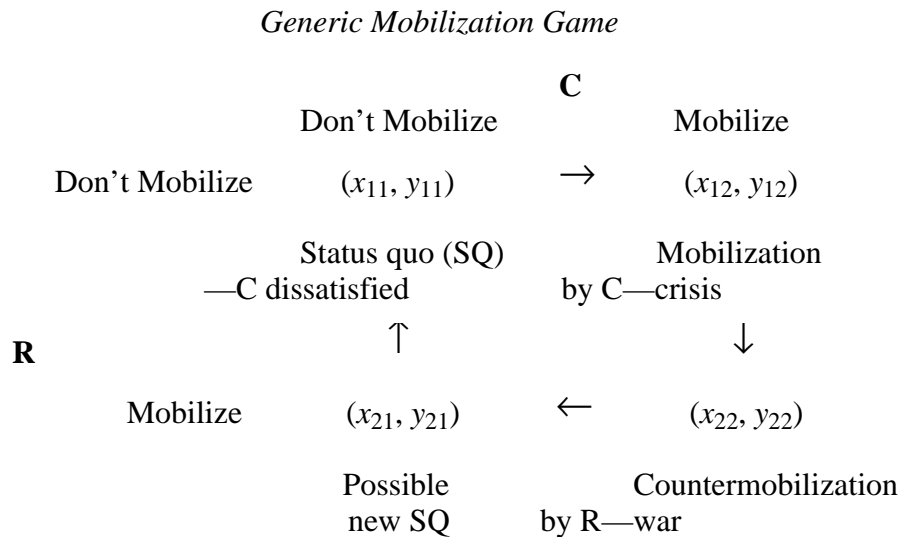 Generic Mobilization Game
C
Don't Mobilize Mobilize
Don't Mobilize (x11, y11) → (x12, y12)
Status quo (SQ) Mobilization
—C dissatisfied by C—crisis
↑ ↓
R
Mobilize (x21, y21) ← (x22, y22)
Possible Countermobilization
new SQ by R—war